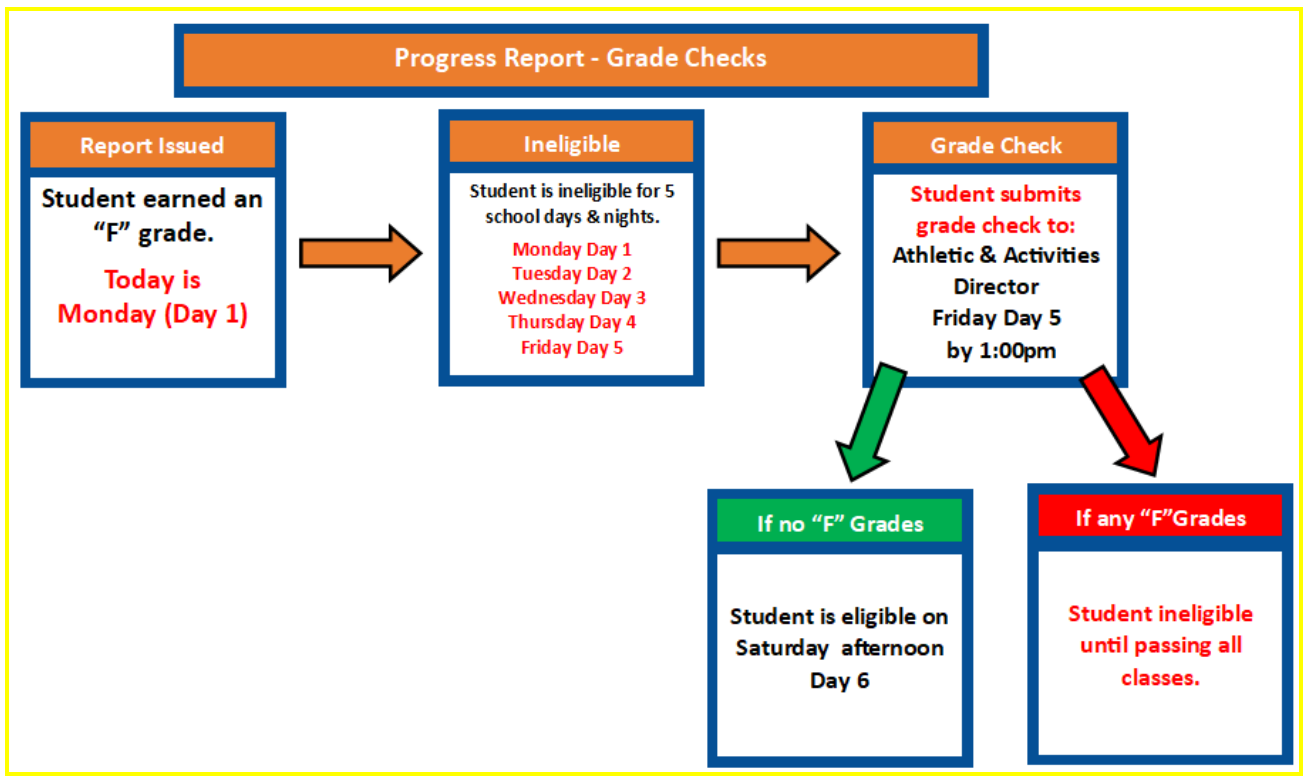 Progress Report - Grade Checks
Report Issued
Student earned an
“F” grade.
Today is
Monday (Day 1)
Ineligible
Student is ineligible for 5
school days & nights.
Monday Day 1
Tuesday Day 2
Wednesday Day 3
Thursday Day 4
Friday Day 5
Grade Check
Student submits
grade check to:
Athletic & Activities
Director
Friday Day 5
by 1:00pm
If no “F” Grades
Student is eligible on
Saturday afternoon
Day 6
If any “F”Grades
Student ineligible
until passing all
classes.